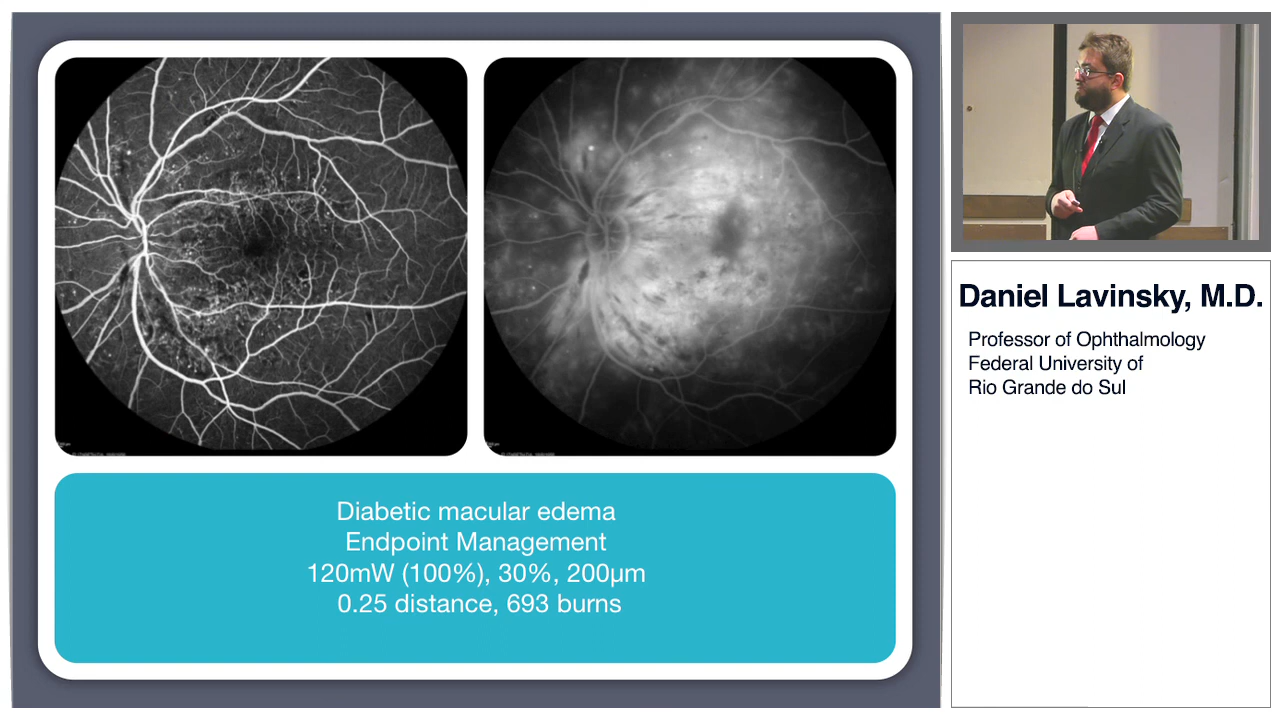 Diabetic macular edema
Endpoint Management
120mW (100%), 30%, 200µm
0.25 distance, 693 burns
Daniel Lavinsky, M.D.
Professor of Ophthalmology
Federal University of
Rio Grande do Sul